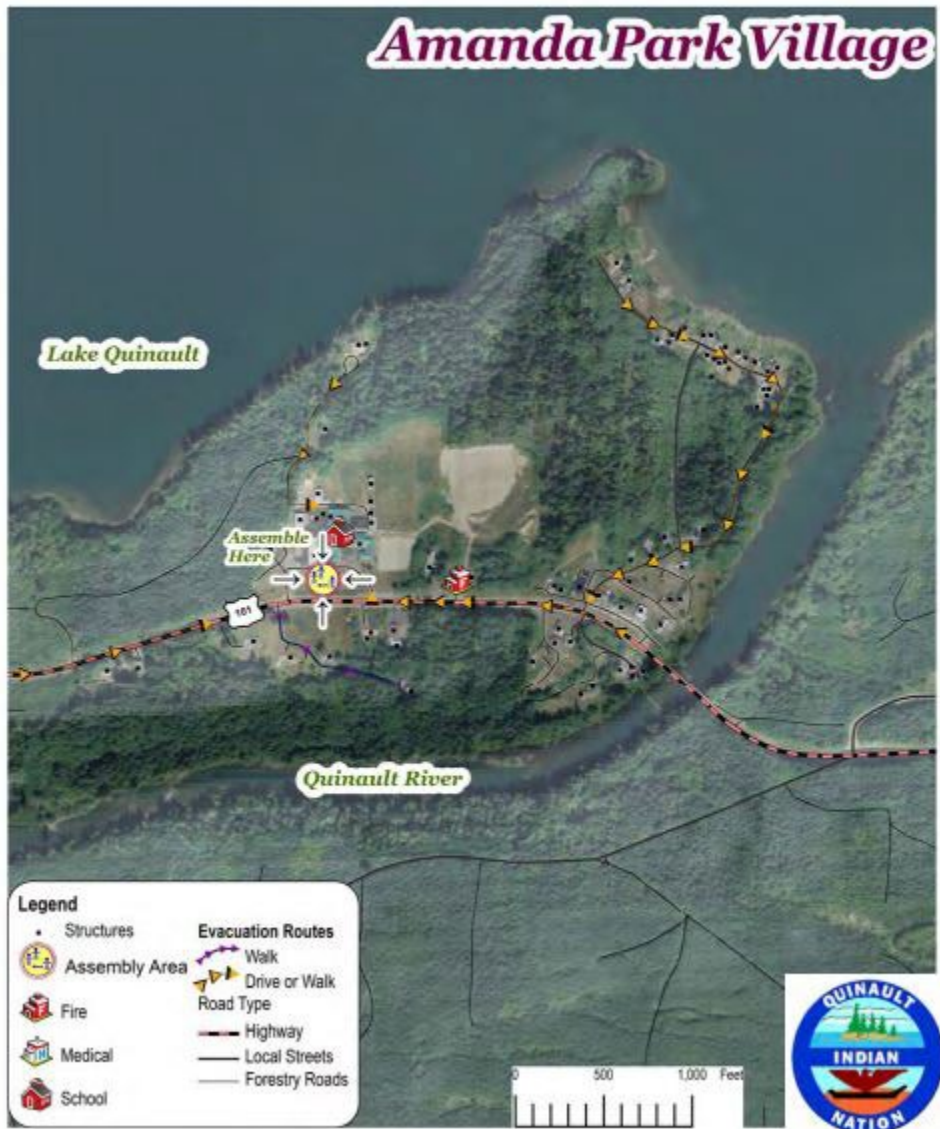 Amanda Park Village
Lake Quinault
Assemble
Here
101
Quinault River
Legend
Structures
Assembly Area
Fire
Medical
School
Evacuation Routes
Walk
Drive or Walk
Road Type
Highway
Local Streets
Forestry Roads
0 500 1,000 Feet
QUINAULT
INDIAN
NATION